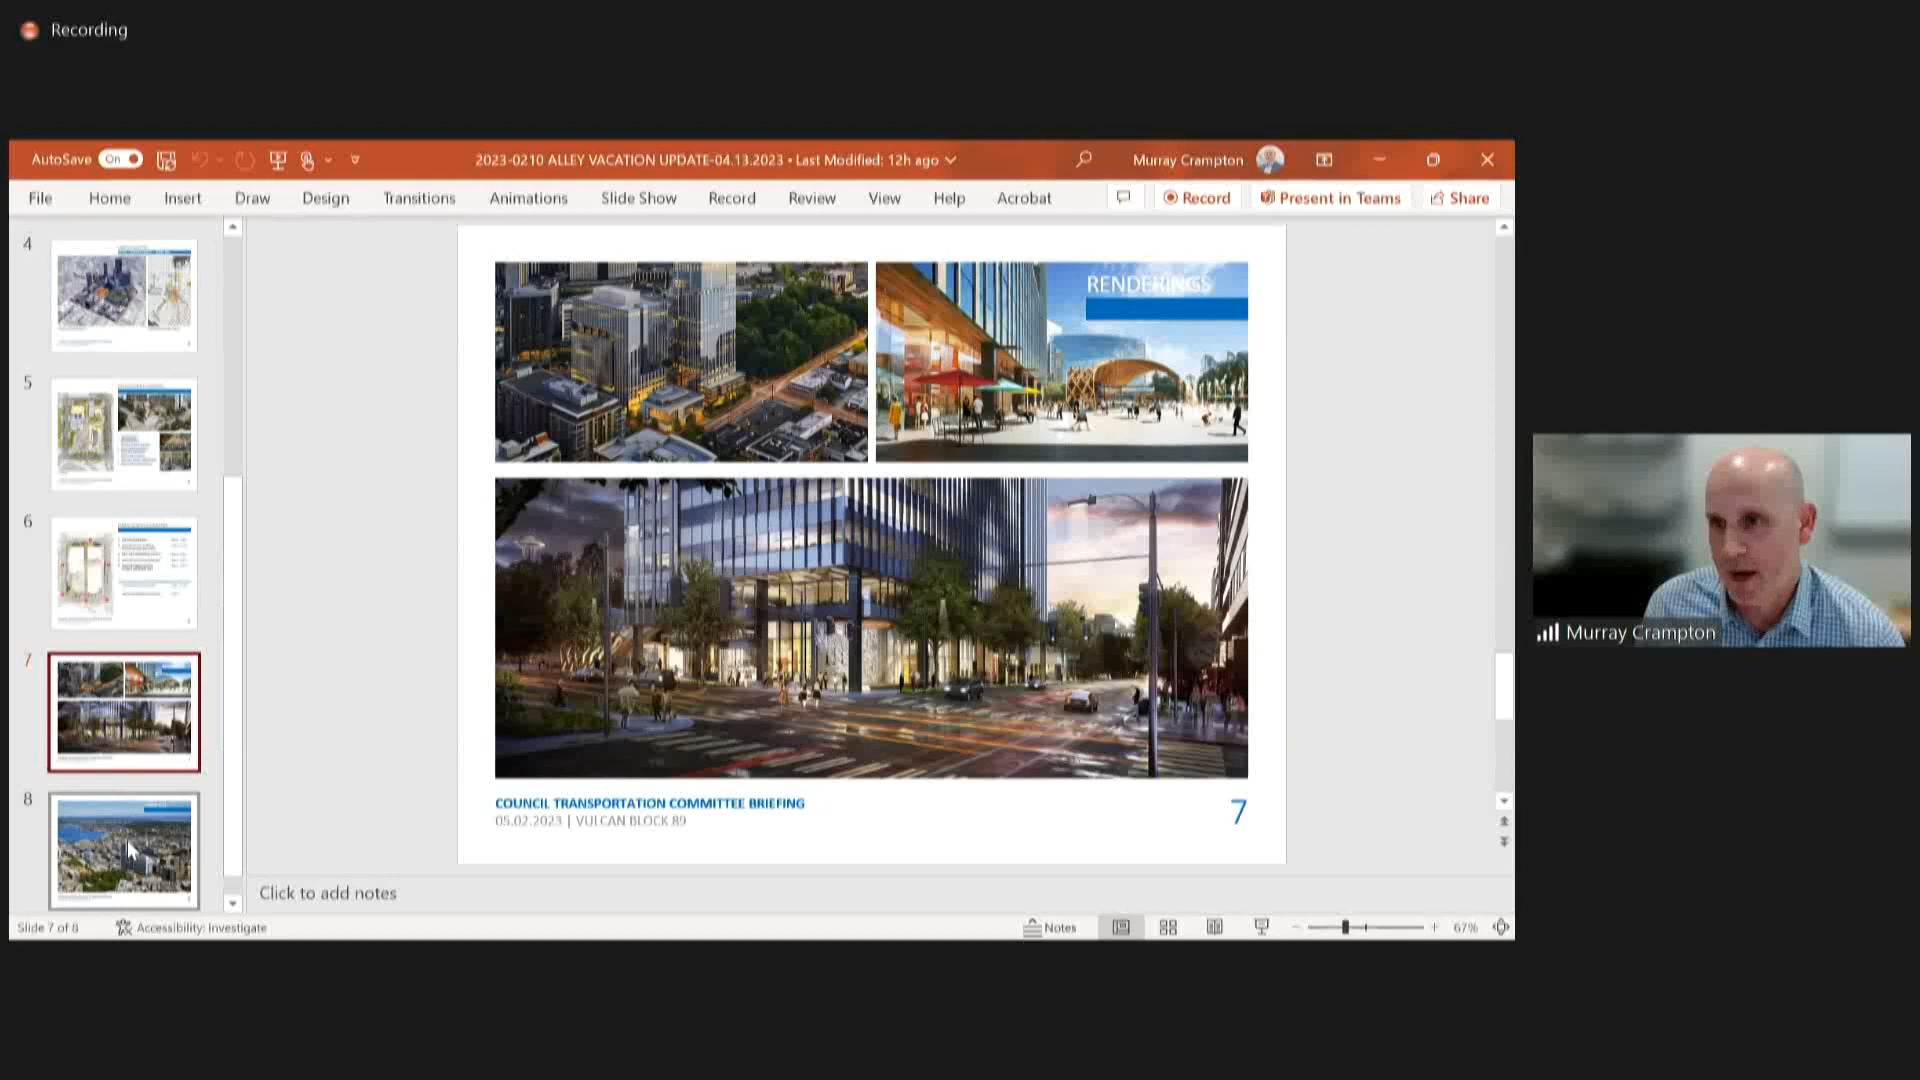 Recording
AutoSave On
2023-0210 ALLEY VACATION UPDATE-04.13.2023 • Last Modified: 12h ago
Murray Crampton
File Home Insert Draw Design Transitions Animations Slide Show Record Review View Help Acrobat
Record
Present in Teams
Share
4
5
6
7
8
RENDERINGS
COUNCIL TRANSPORTATION COMMITTEE BRIEFING
05.02.2023 | VULCAN BLOCK 89
7
Click to add notes
Slide 7 of 8
Accessibility: Investigate
Notes
67%
Murray Crampton